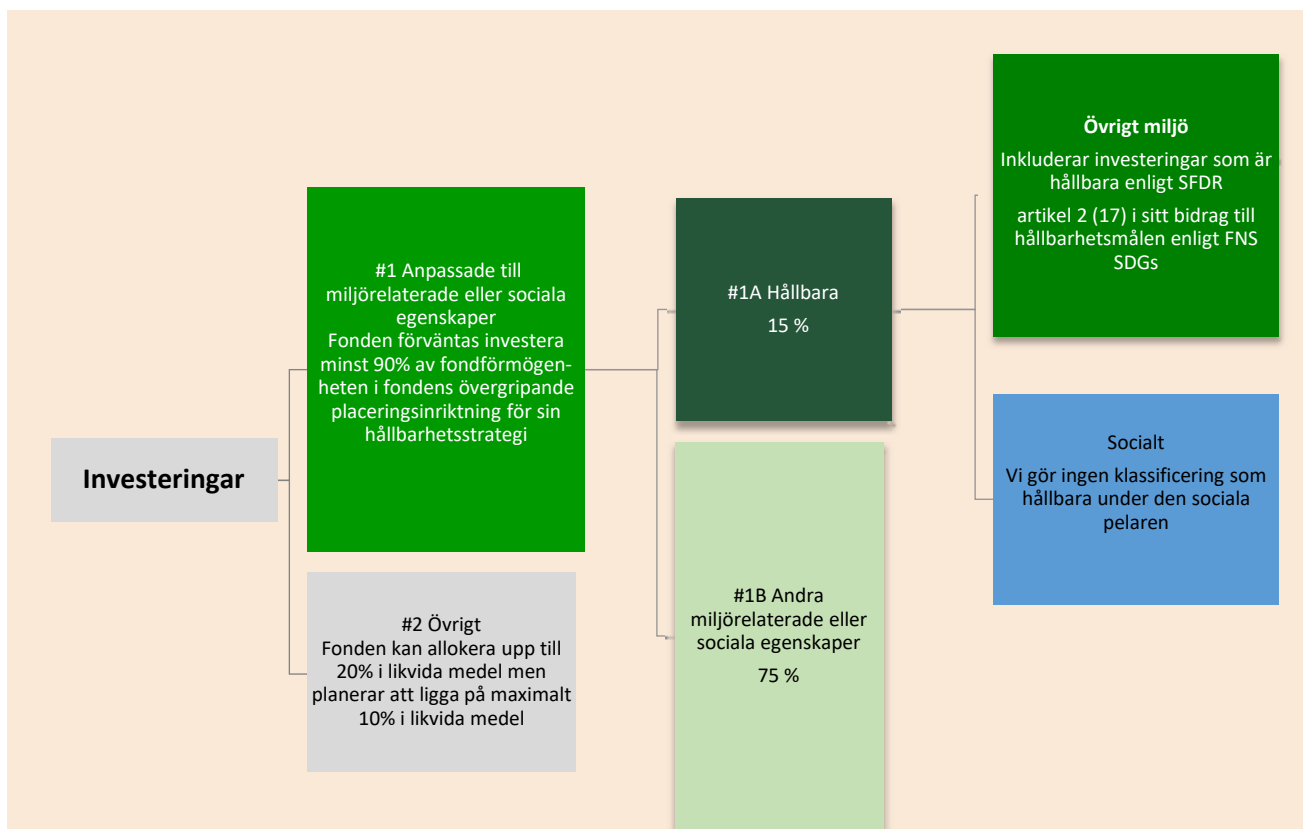 Investeringar
#1 Anpassade till
miljörelaterade eller sociala
egenskaper
Fonden förväntas investera
minst 90% av fondförmögen-
heten i fondens övergripande
placeringsinriktning för sin
hållbarhetsstrategi
#2 Övrigt
Fonden kan allokera upp till
20% i likvida medel men
planerar att ligga på maximalt
10% i likvida medel
#1A Hållbara
15 %
#1B Andra
miljörelaterade eller
sociala egenskaper
75 %
Övrigt miljö
Inkluderar investeringar som är
hållbara enligt SFDR
artikel 2 (17) i sitt bidrag till
hållbarhetsmålen enligt FNS
SDGs
Socialt
Vi gör ingen klassificering som
hållbara under den sociala
pelaren